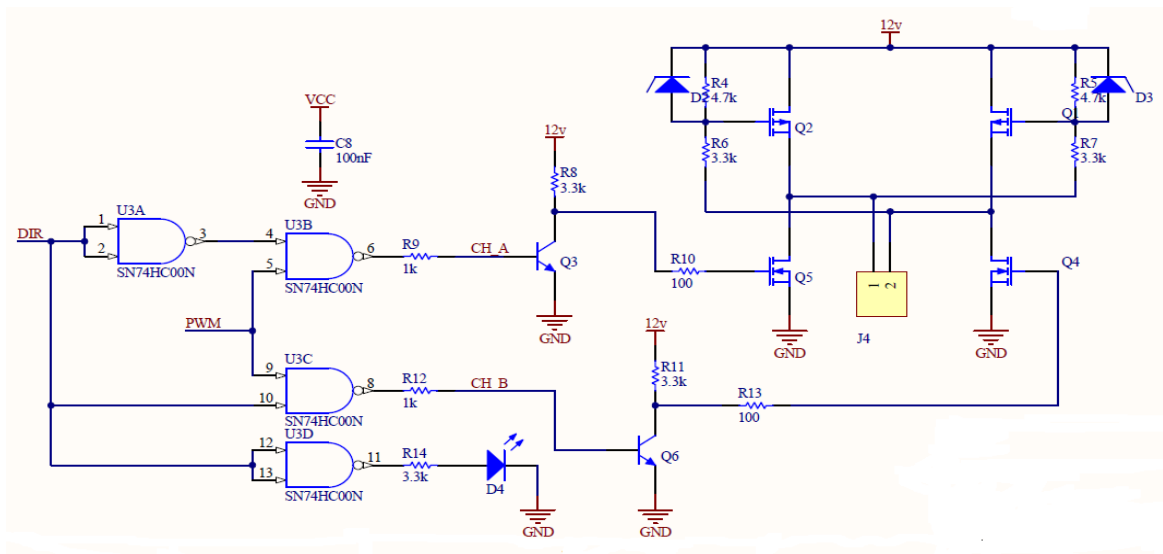 12v
R4
4.7k
D2
Q2
R6
3.3k
R5
4.7k
D3
Q1
R7
3.3k
VCC
C8
100nF
GND
12v
R8
3.3k
U3A
1
2
3
SN74HC00N
DIR
U3B
4
5
6
SN74HC00N
R9
1k
CH_A
Q3
GND
R10
100
Q5
GND
1
2
J4
Q4
GND
PWM
U3C
9
10
8
SN74HC00N
R12
1k
CH_B
12v
R11
3.3k
R13
100
Q6
GND
U3D
12
13
11
SN74HC00N
R14
3.3k
D4
GND